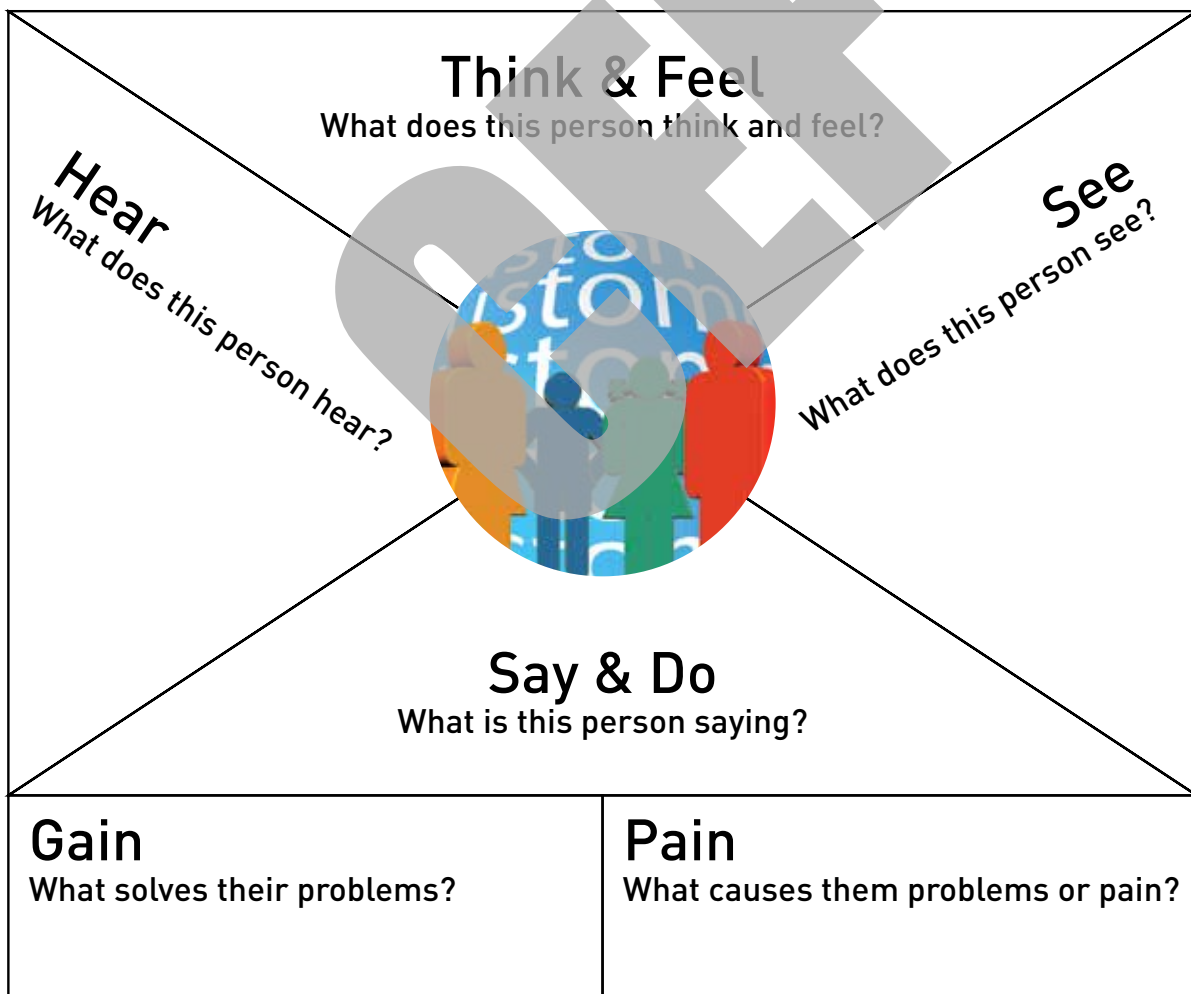 Think & Feel
What does this person think and feel?
Hear
What does this person hear?
See
What does this person see?
Say & Do
What is this person saying?
Gain
What solves their problems?
Pain
What causes them problems or pain?